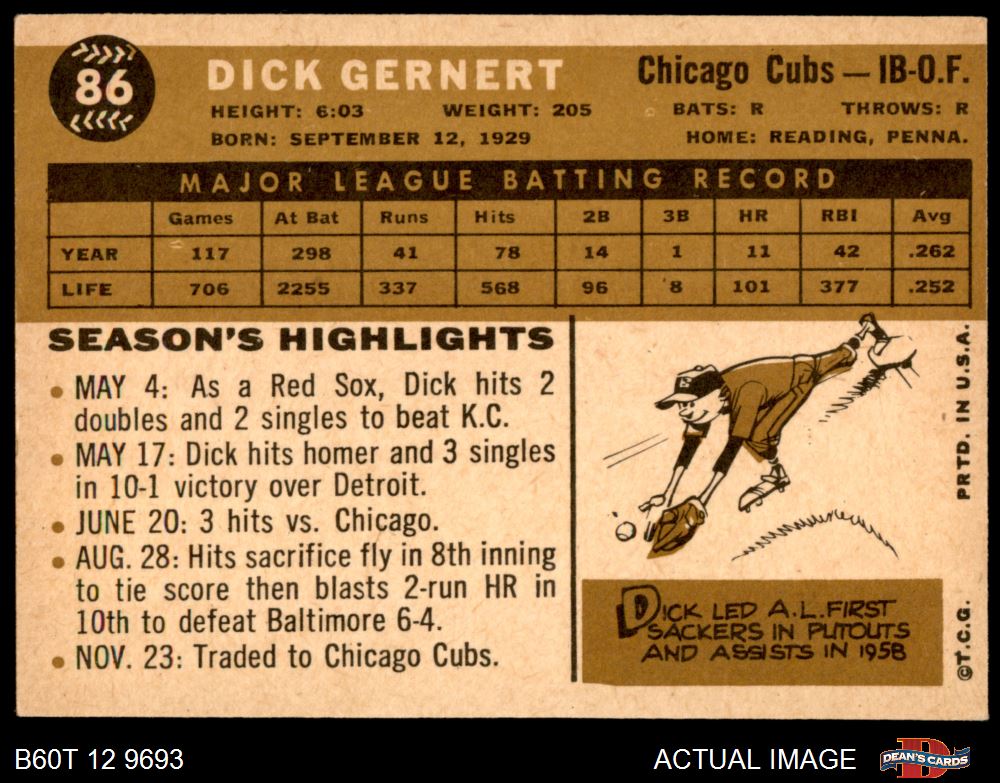 86
DICK GERNERT
Chicago Cubs — IB-O.F.
HEIGHT: 6:03 WEIGHT: 205 BATS: R THROWS: R
BORN: SEPTEMBER 12, 1929 HOME: READING, PENNA.
MAJOR LEAGUE BATTING RECORD
Games At Bat Runs Hits 2B 3B HR RBI Avg
YEAR 117 298 41 78 14 1 11 42 .262
LIFE 706 2255 337 568 96 8 101 377 .252
SEASON'S HIGHLIGHTS
• MAY 4: As a Red Sox, Dick hits 2
doubles and 2 singles to beat K.C.
• MAY 17: Dick hits homer and 3 singles
in 10-1 victory over Detroit.
• JUNE 20: 3 hits vs. Chicago.
• AUG. 28: Hits sacrifice fly in 8th inning
to tie score then blasts 2-run HR in
10th to defeat Baltimore 6-4.
• NOV. 23: Traded to Chicago Cubs.
DICK LED A.L. FIRST
SACKERS IN PUTOUTS
AND ASSISTS IN 1958
©T.C.G. PRTD. IN U.S.A.
B60T 12 9693
ACTUAL IMAGE
D
DEAN'S CARDS